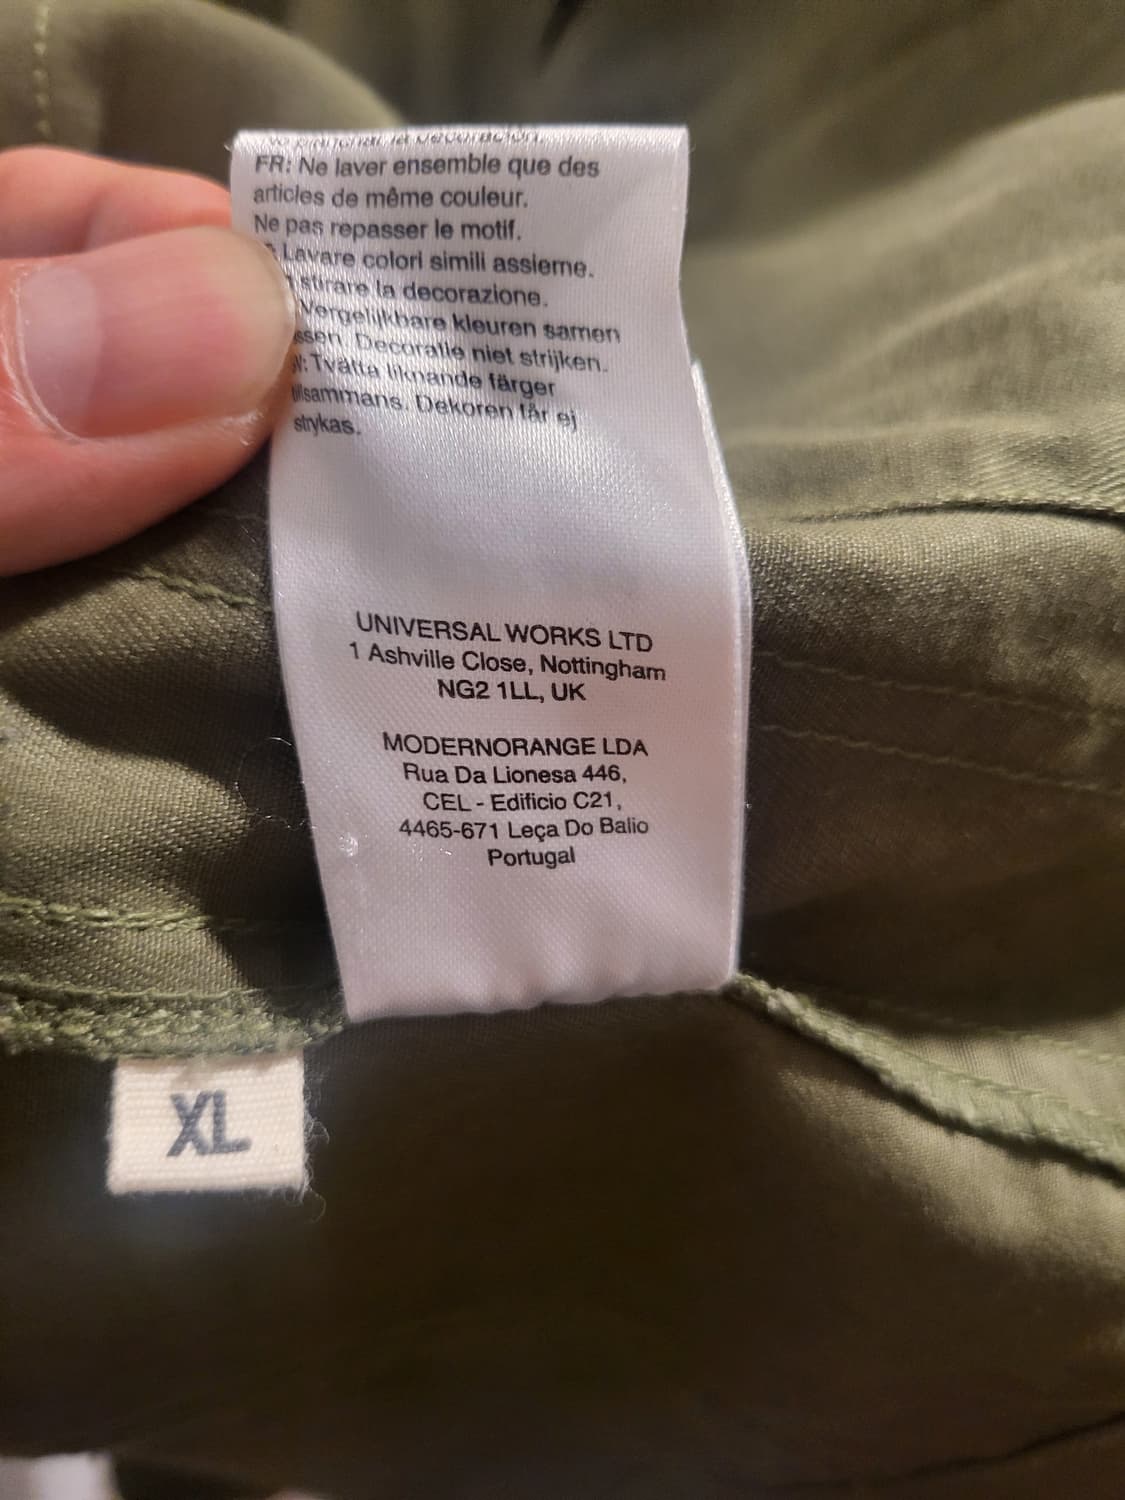 FR: Ne laver ensemble que des
articles de même couleur.
Ne pas repasser le motif.
Lavare colori simili assieme.
stirare la decorazione.
Vergelijkbare kleuren samen
Decoratie niet strijken.
Tvätta liknande färger
Dekoren får ej
strykas.
UNIVERSAL WORKS LTD
1 Ashville Close, Nottingham
NG2 1LL, UK
MODERNORANGE LDA
Rua Da Lionesa 446,
CEL - Edificio C21,
4465-671 Leça Do Balio
Portugal
XL